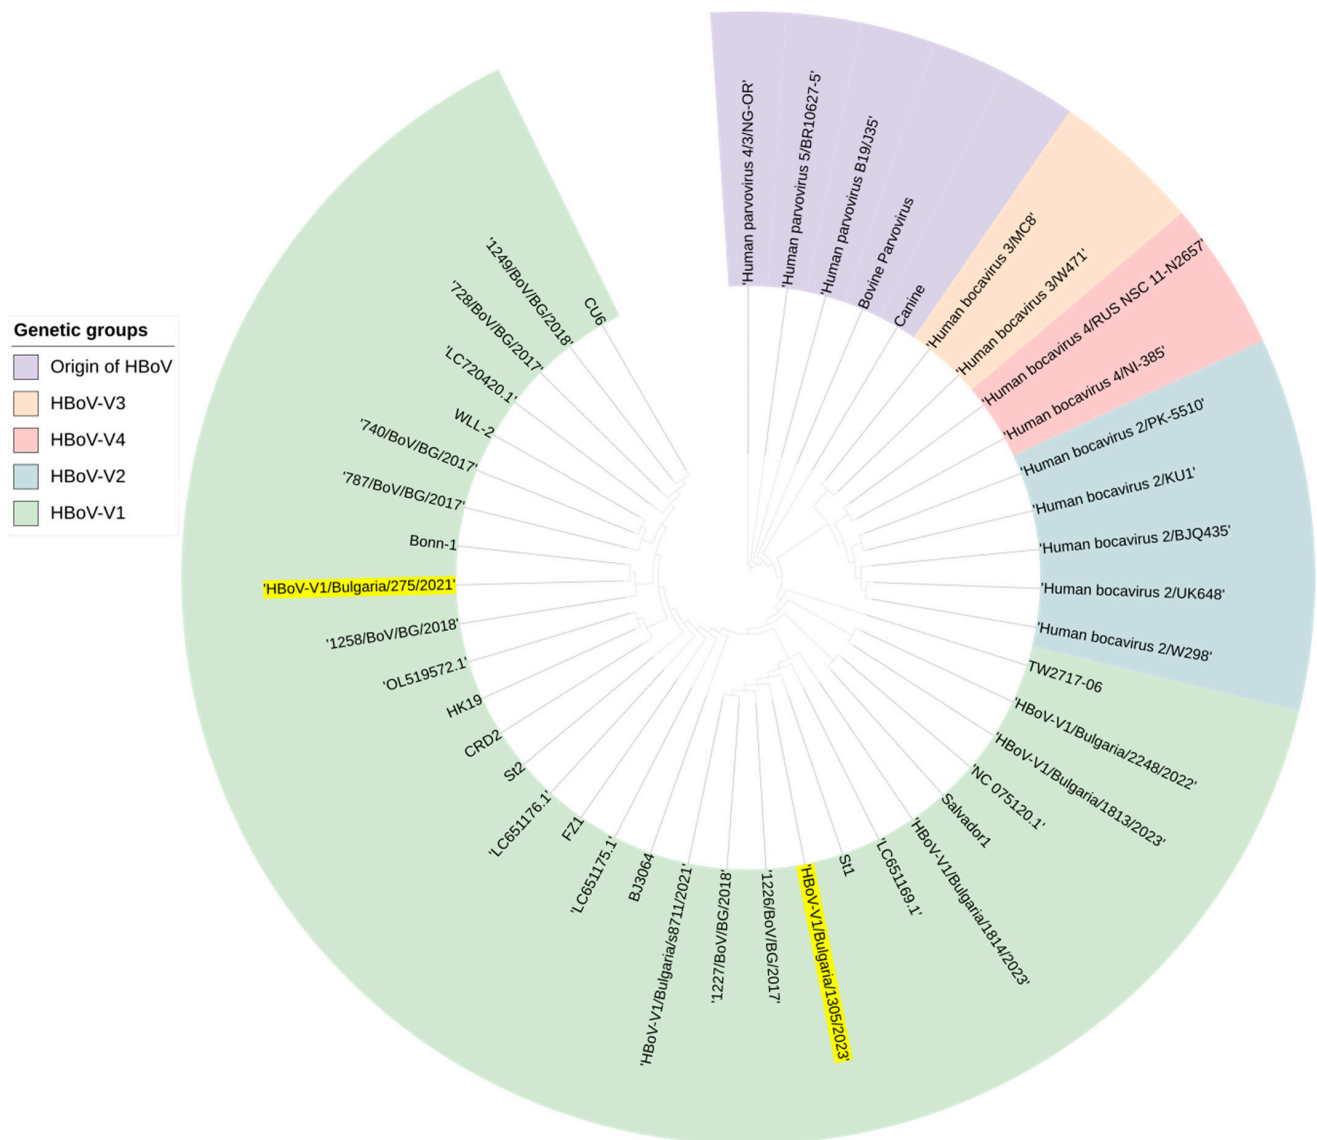 Genetic groups
Origin of HBoV
HBoV-V3
HBoV-V4
HBoV-V2
HBoV-V1
'Human parvovirus 4/3/NG-OR'
'Human parvovirus 5/BR10627-5'
'Human parvovirus B19/J35'
Bovine Parvovirus
Canine
'Human bocavirus 3/MC8'
'Human bocavirus 3/W471'
'Human bocavirus 4/RUS NSC 11-N2657'
'Human bocavirus 4/NI-385'
'Human bocavirus 2/PK-5510'
'Human bocavirus 2/KU1'
'Human bocavirus 2/BJQ435'
'Human bocavirus 2/UK648'
'Human bocavirus 2/W298'
TW2717-06
'HBoV-V1/Bulgaria/2248/2022'
'HBoV-V1/Bulgaria/1813/2023'
'NC 075120.1'
Salvador1
'HBoV-V1/Bulgaria/1814/2023'
'LC651169.1'
St1
'HBoV-V1/Bulgaria/1305/2023'
'1226/BoV/BG/2017'
'1227/BoV/BG/2018'
'HBoV-V1/Bulgaria/s8711/2021'
BJ3064
'LC651175.1'
FZ1
'LC651176.1'
St2
CRD2
HK19
'OL519572.1'
'1258/BoV/BG/2018'
'HBoV-V1/Bulgaria/275/2021'
Bonn-1
'787/BoV/BG/2017'
'740/BoV/BG/2017'
WLL-2
'LC720420.1'
'728/BoV/BG/2017'
'1249/BoV/BG/2018'
CU6